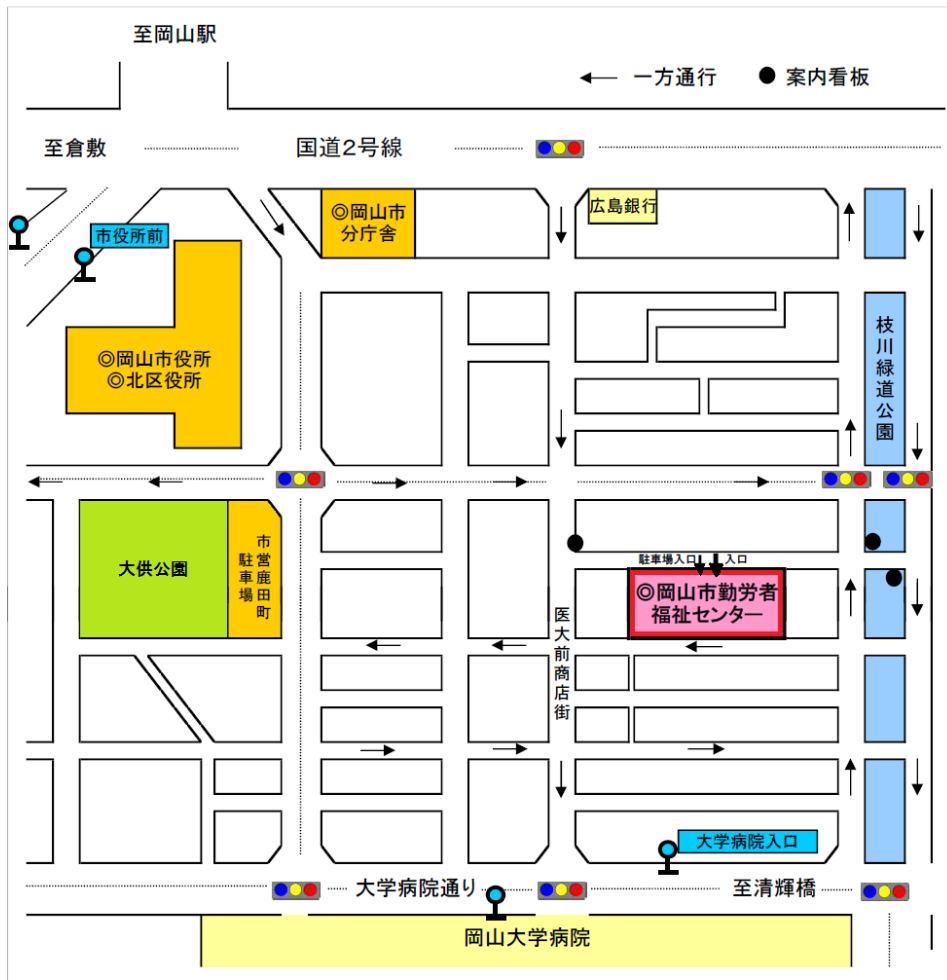 至岡山駅
一方通行
案内看板
至倉敷
国道2号線
◎岡山市
分庁舎
広島銀行
市役所前
◎岡山市役所
◎北区役所
枝川緑道公園
大供公園
市営鹿田町
駐車場
駐車場入口
入口
◎岡山市勤労者
福祉センター
医大前商店街
大学病院入口
大学病院通り
至清輝橋
岡山大学病院